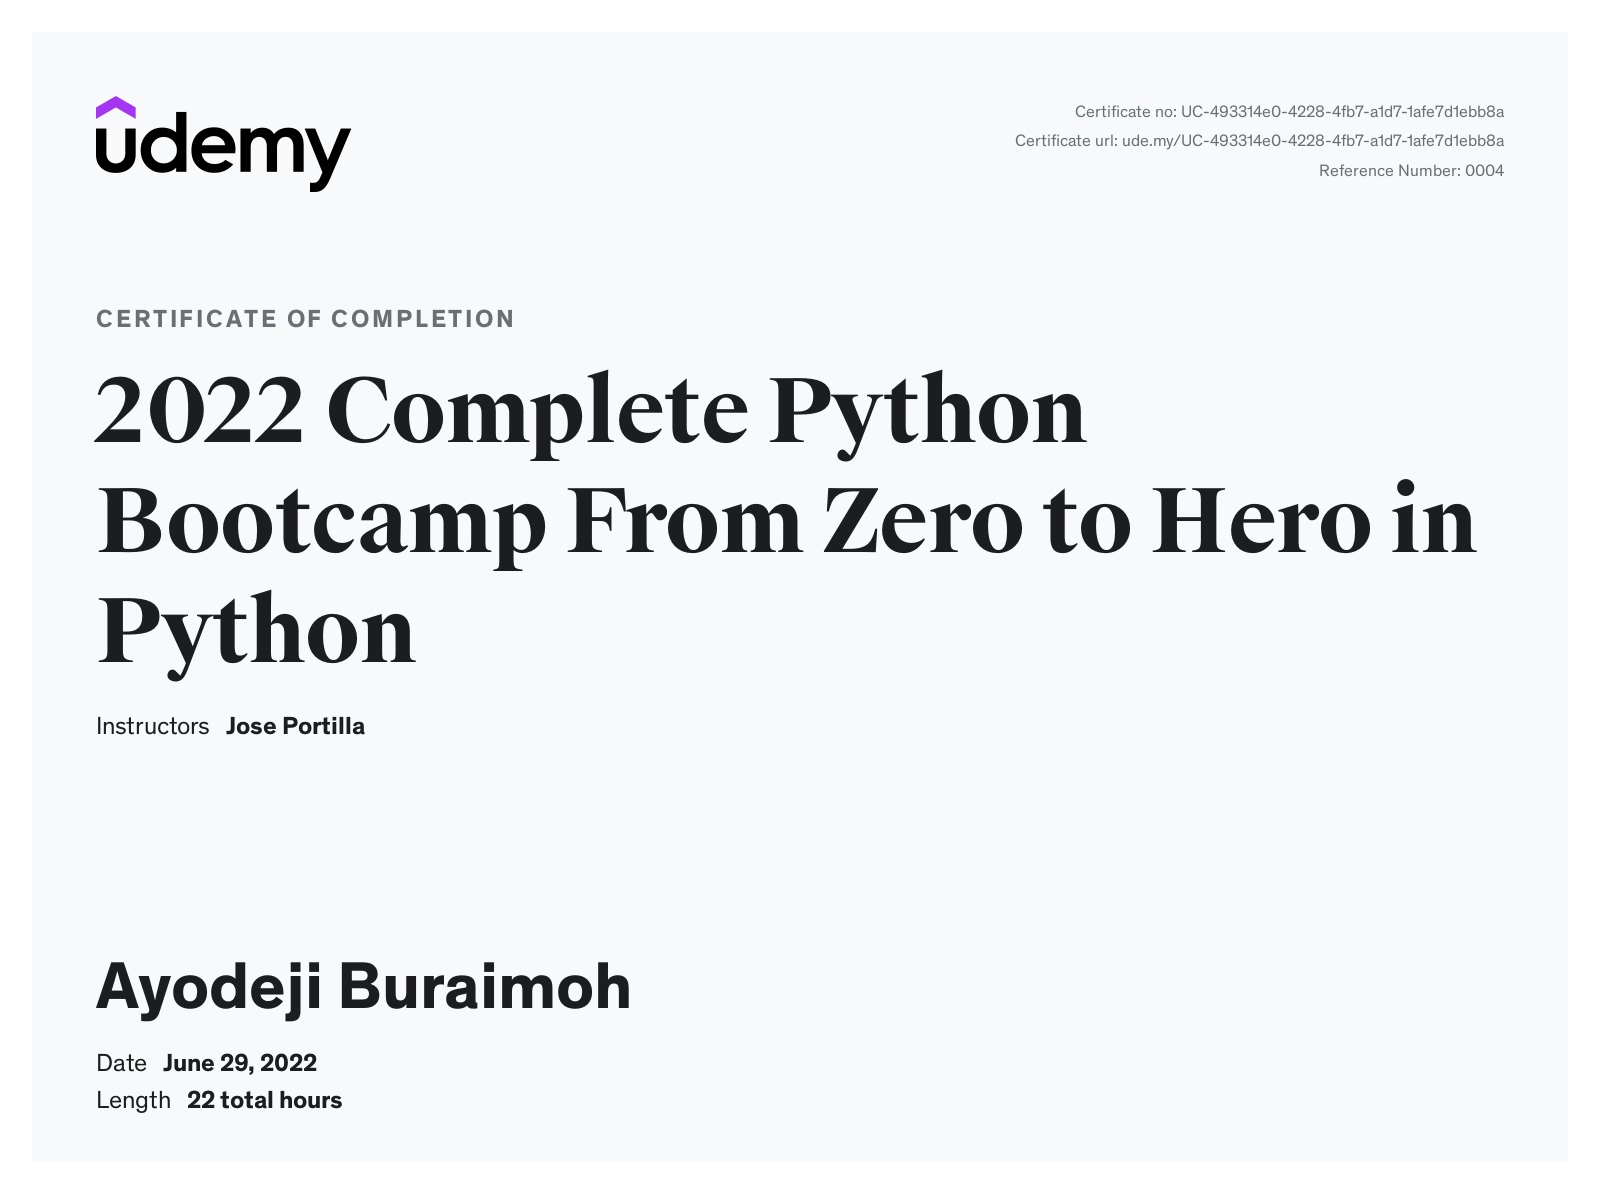 udemy
Certificate no: UC-493314e0-4228-4fb7-a1d7-1afe7d1ebb8a
Certificate url: ude.my/UC-493314e0-4228-4fb7-a1d7-1afe7d1ebb8a
Reference Number: 0004
CERTIFICATE OF COMPLETION
2022 Complete Python
Bootcamp From Zero to Hero in
Python
Instructors Jose Portilla
Ayodeji Buraimoh
Date June 29, 2022
Length 22 total hours